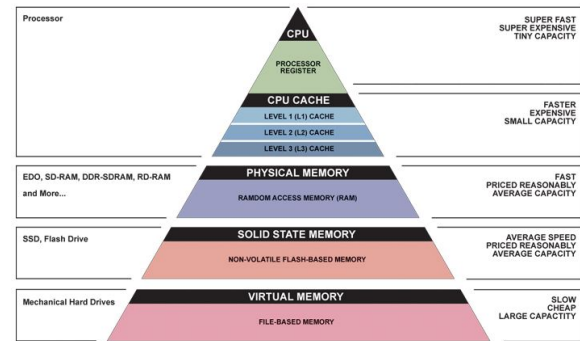 Processor
CPU
SUPER FAST
SUPER EXPENSIVE
TINY CAPACITY
PROCESSOR
REGISTER
CPU CACHE
LEVEL 1 (L1) CACHE
LEVEL 2 (L2) CACHE
LEVEL 3 (L3) CACHE
FASTER
EXPENSIVE
SMALL CAPACITY
EDO, SD-RAM, DDR-SDRAM, RD-RAM
and More...
PHYSICAL MEMORY
RAMDOM ACCESS MEMORY (RAM)
FAST
PRICED REASONABLY
AVERAGE CAPACITY
SSD, Flash Drive
SOLID STATE MEMORY
NON-VOLATILE FLASH-BASED MEMORY
AVERAGE SPEED
PRICED REASONABLY
AVERAGE CAPACITY
Mechanical Hard Drives
VIRTUAL MEMORY
FILE-BASED MEMORY
SLOW
CHEAP
LARGE CAPACTITY